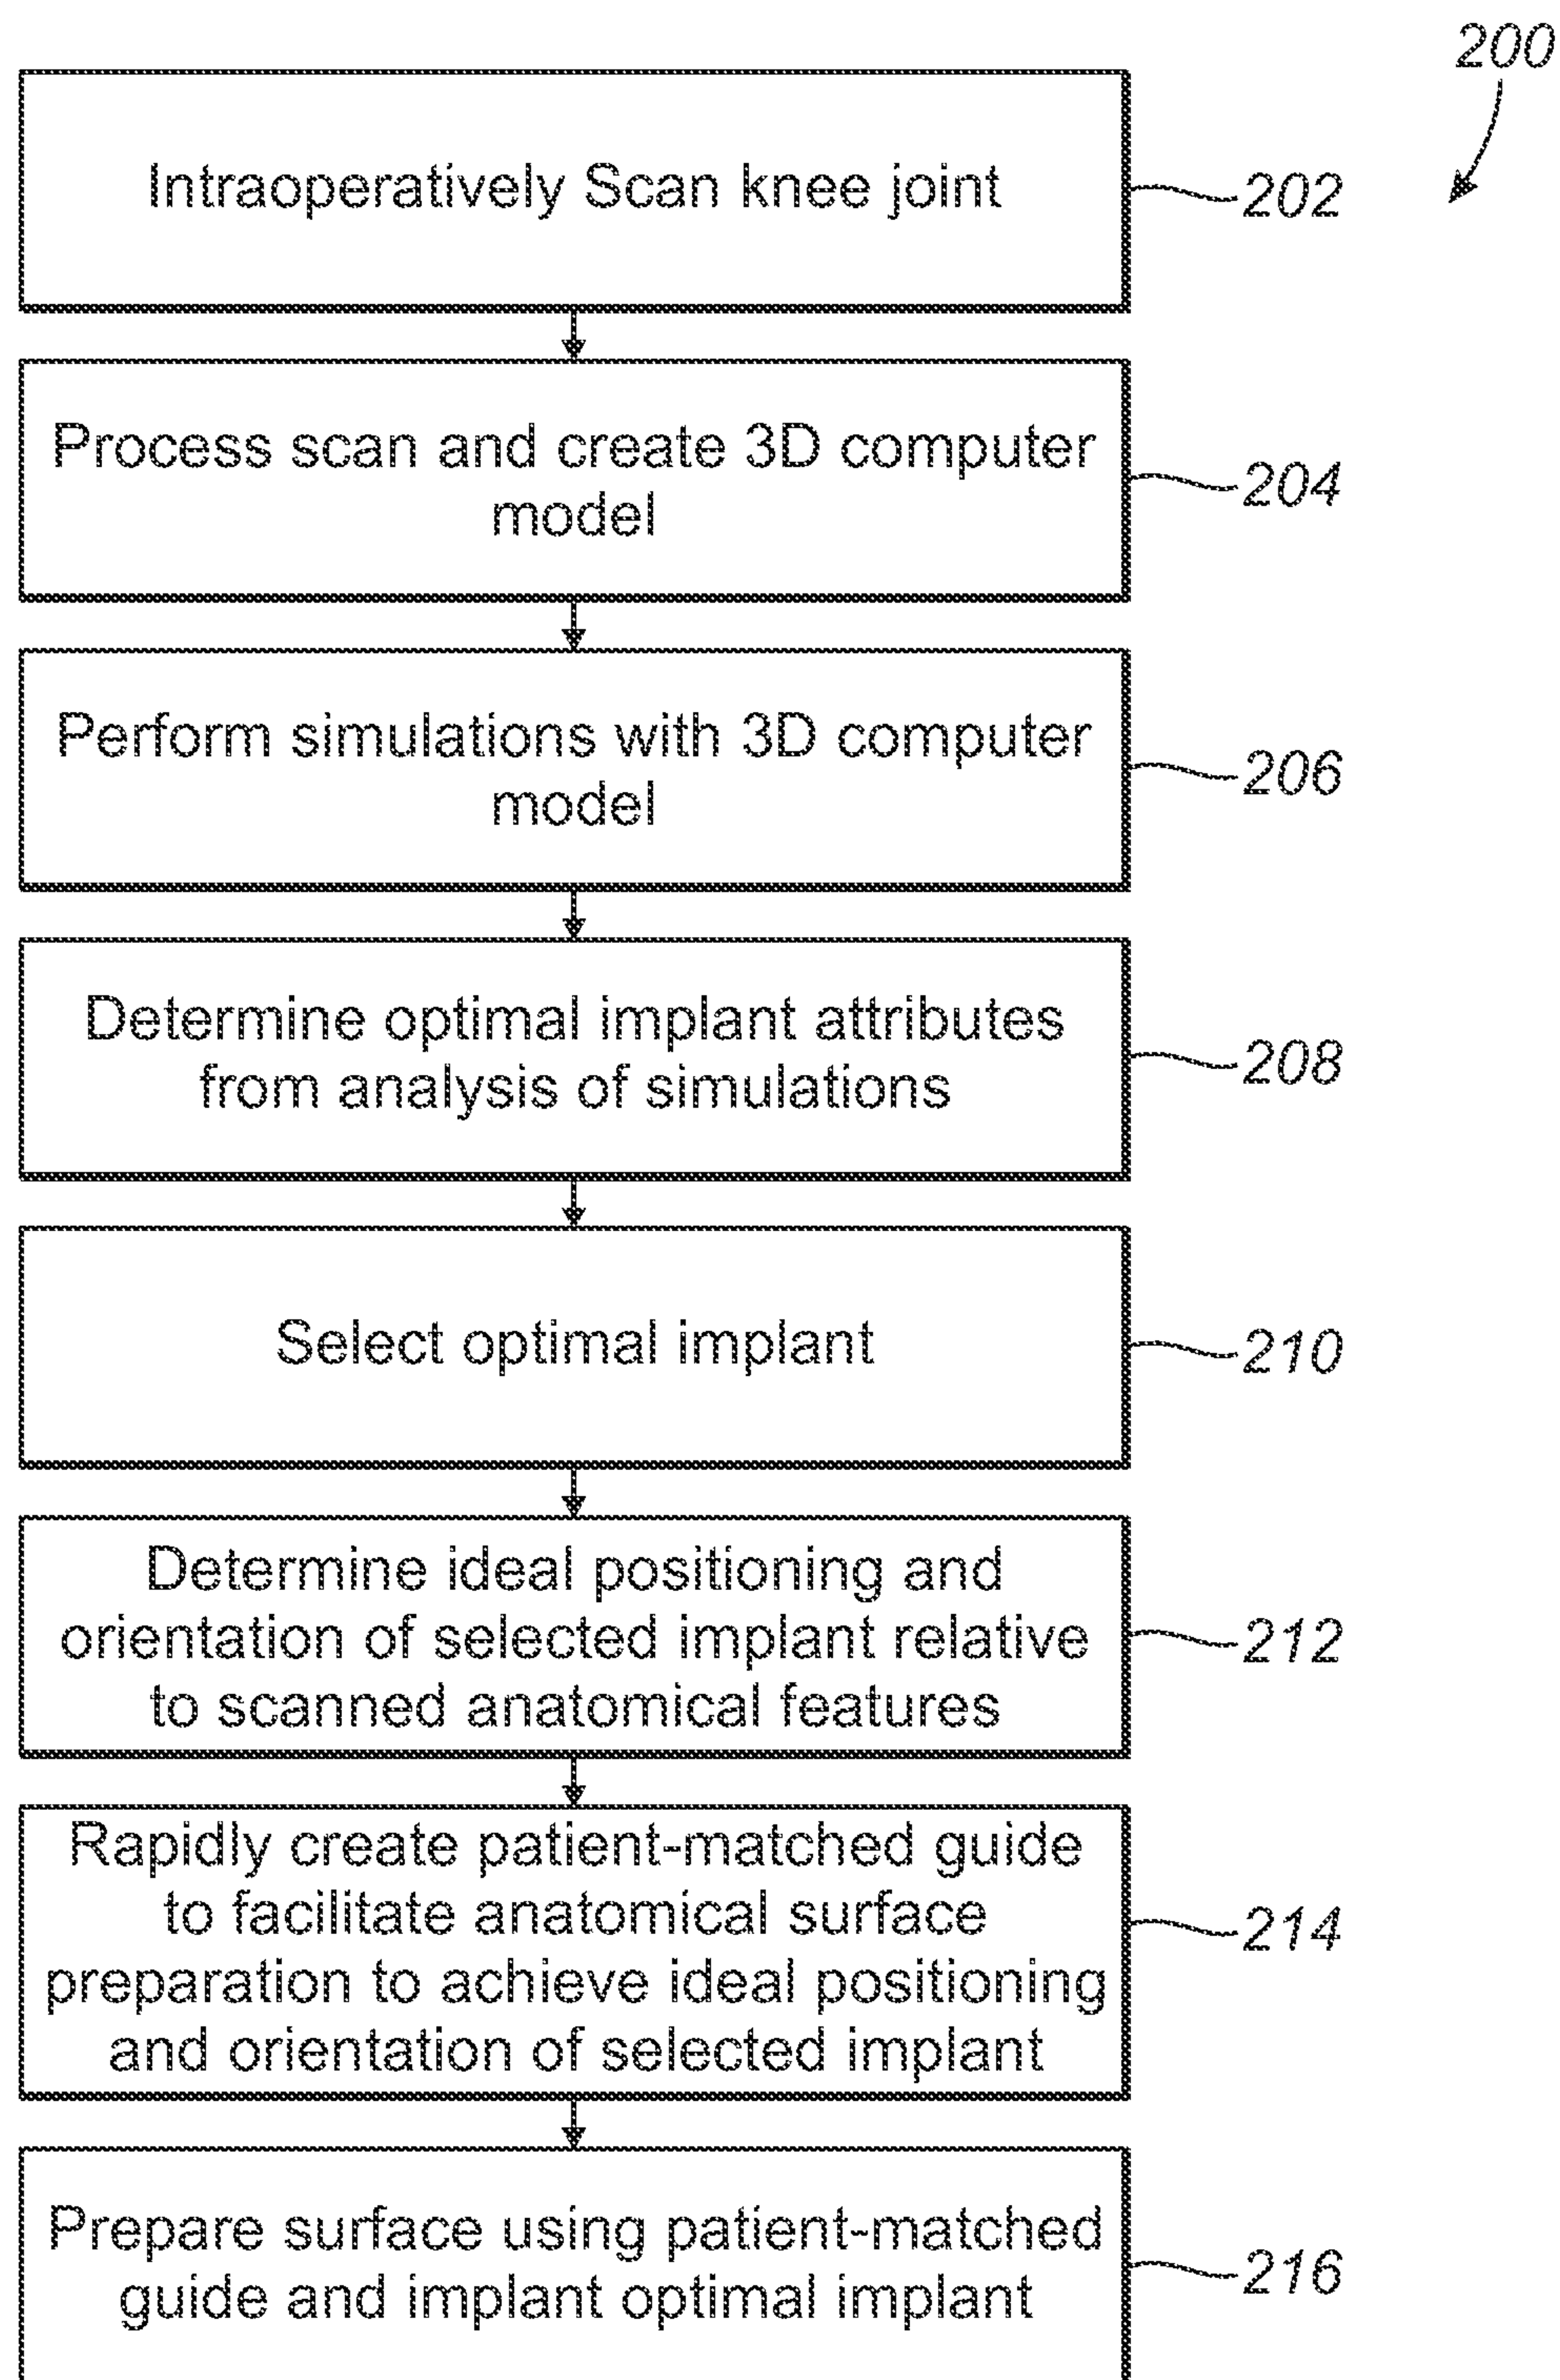 200
Intraoperatively Scan knee joint
202
Process scan and create 3D computer
model
204
Perform simulations with 3D computer
model
206
Determine optimal implant attributes
from analysis of simulations
208
Select optimal implant
210
Determine ideal positioning and
orientation of selected implant relative
to scanned anatomical features
212
Rapidly create patient-matched guide
to facilitate anatomical surface
preparation to achieve ideal positioning
and orientation of selected implant
214
Prepare surface using patient-matched
guide and implant optimal implant
216